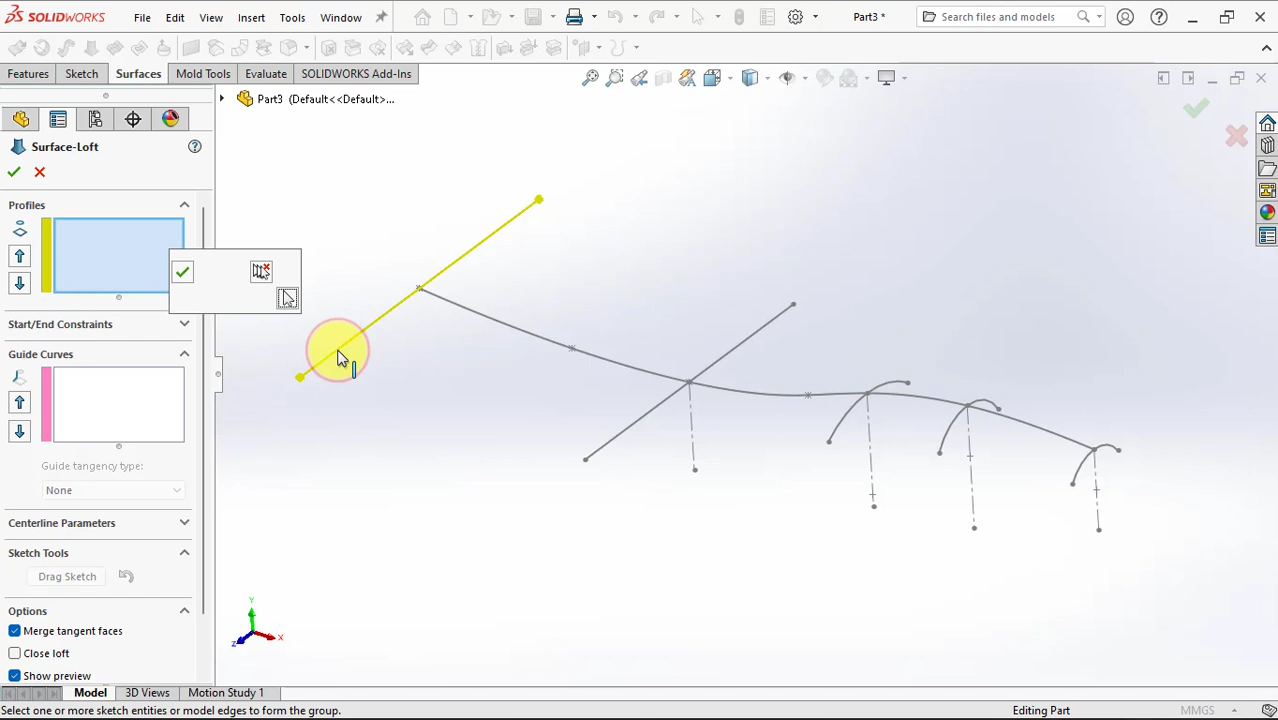 SOLIDWORKS File Edit View Insert Tools Window Part3 * Search files and models
Features Sketch Surfaces Mold Tools Evaluate SOLIDWORKS Add-Ins
Part3 (Default<<Default>...
Surface-Loft
Profiles
Start/End Constraints
Guide Curves
Guide tangency type:
None
Centerline Parameters
Sketch Tools
Drag Sketch
Options
Merge tangent faces
Close loft
Show preview
Y
X
Z
Model 3D Views Motion Study 1
Select one or more sketch entities or model edges to form the group. Editing Part MMGS